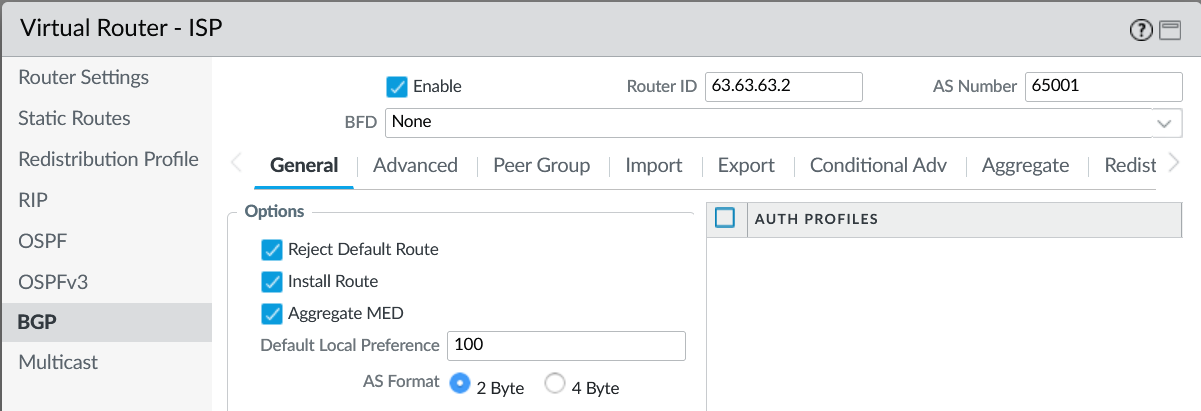 Virtual Router - ISP
?
Router Settings
Static Routes
Redistribution Profile
RIP
OSPF
OSPFv3
BGP
Multicast
Enable Router ID 63.63.63.2 AS Number 65001
BFD None
General Advanced Peer Group Import Export Conditional Adv Aggregate Redist
Options
Reject Default Route
Install Route
Aggregate MED
Default Local Preference 100
AS Format 2 Byte 4 Byte
AUTH PROFILES